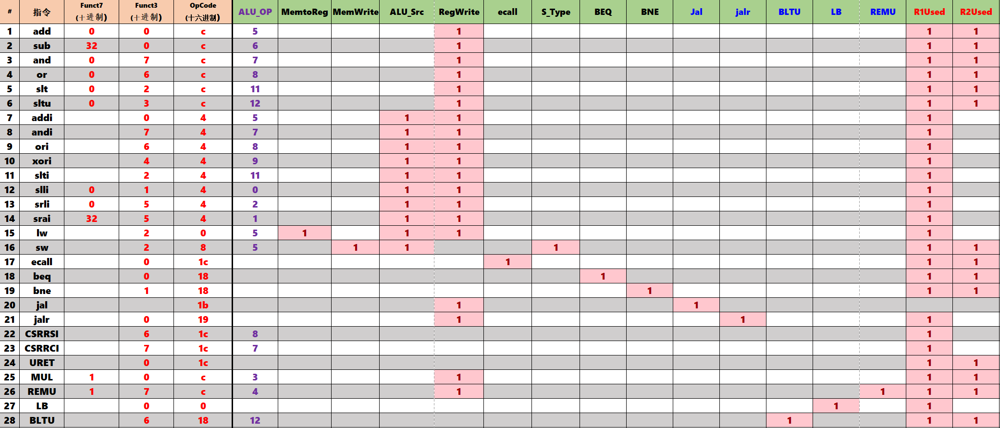 # 指令 Funct7 (十进制) Funct3 (十进制) OpCode (十六进制) ALU_OP MemtoReg MemWrite ALU_Src RegWrite ecall S_Type BEQ BNE Jal jalr BLTU LB REMU R1Used R2Used
1 add 0 0 c 5 1 1 1
2 sub 32 0 c 6 1 1 1
3 and 0 7 c 7 1 1 1
4 or 0 6 c 8 1 1 1
5 slt 0 2 c 11 1 1 1
6 sltu 0 3 c 12 1 1 1
7 addi 0 4 5 1 1 1
8 andi 7 4 7 1 1 1
9 ori 6 4 8 1 1 1
10 xori 4 4 9 1 1 1
11 slti 2 4 11 1 1 1
12 slli 0 1 4 0 1 1 1
13 srli 0 5 4 2 1 1 1
14 srai 32 5 4 1 1 1 1
15 lw 2 0 5 1 1 1 1
16 sw 2 8 5 1 1 1 1 1
17 ecall 0 1c 1 1 1
18 beq 0 18 1 1 1
19 bne 1 18 1 1 1
20 jal 1b 1 1
21 jalr 0 19 1 1 1
22 CSRRSI 6 1c 8 1
23 CSRRCI 7 1c 7 1
24 URET 0 1c 1 1
25 MUL 1 0 c 3 1 1 1
26 REMU 1 7 c 4 1 1 1 1
27 LB 0 0 1 1
28 BLTU 6 18 12 1 1 1